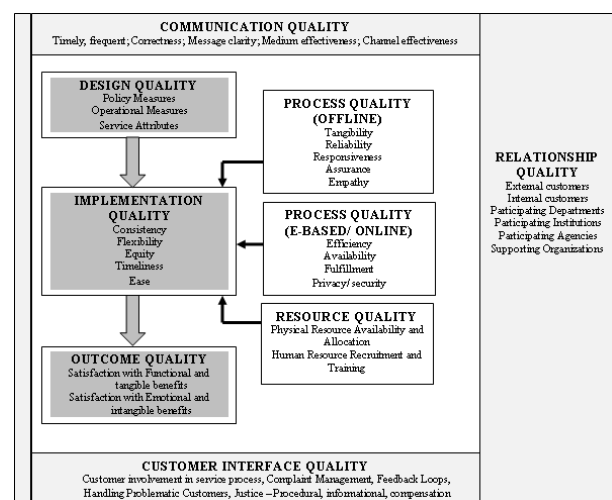 COMMUNICATION QUALITY
Timely, frequent; Correctness; Message clarity; Medium effectiveness; Channel effectiveness
DESIGN QUALITY
Policy Measures
Operational Measures
Service Attributes
PROCESS QUALITY
(OFFLINE)
Tangibility
Reliability
Responsiveness
Assurance
Empathy
IMPLEMENTATION
QUALITY
Consistency
Flexibility
Equity
Timeliness
Ease
PROCESS QUALITY
(E-BASED/ ONLINE)
Efficiency
Availability
Fulfillment
Privacy/ security
RESOURCE QUALITY
Physical Resource Availability and
Allocation
Human Resource Recruitment and
Training
OUTCOME QUALITY
Satisfaction with Functional and
tangible benefits
Satisfaction with Emotional and
intangible benefits
RELATIONSHIP
QUALITY
External customers
Internal customers
Participating Departments
Participating Institutions
Participating Agencies
Supporting Organizations
CUSTOMER INTERFACE QUALITY
Customer involvement in service process, Complaint Management, Feedback Loops,
Handling Problematic Customers, Justice – Procedural, informational, compensation